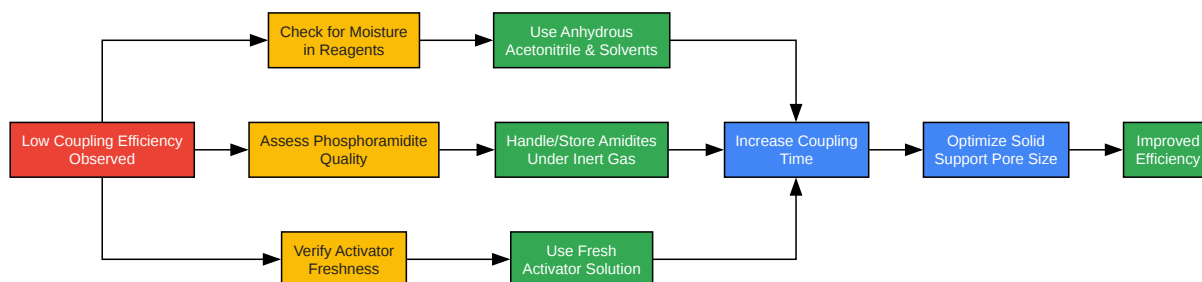 Check for Moisture
in Reagents
Use Anhydrous
Acetonitrile & Solvents
Low Coupling Efficiency
Observed
Assess Phosphoramidite
Quality
Handle/Store Amidites
Under Inert Gas
Increase Coupling
Time
Optimize Solid
Support Pore Size
Improved
Efficiency
Verify Activator
Freshness
Use Fresh
Activator Solution